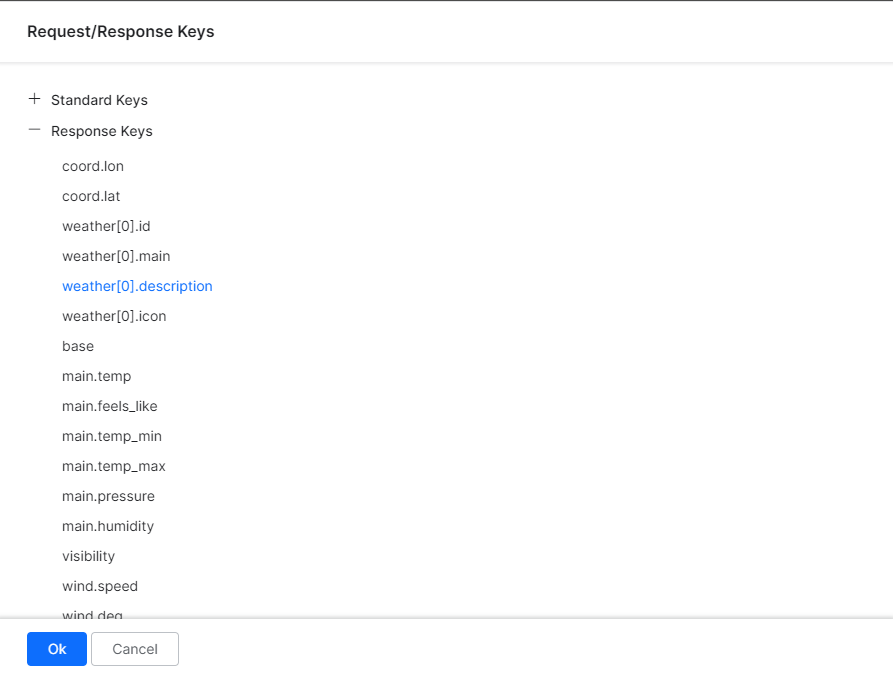 Request/Response Keys
Standard Keys
Response Keys
coord.lon
coord.lat
weather[0].id
weather[0].main
weather[0].description
weather[0].icon
base
main.temp
main.feels_like
main.temp_min
main.temp_max
main.pressure
main.humidity
visibility
wind.speed
wind.deg
Ok Cancel